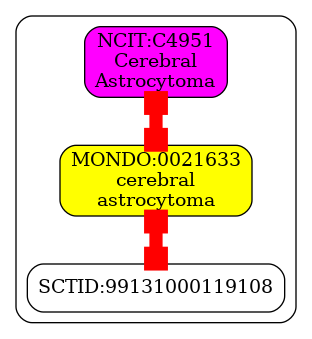 NCIT:C4951
Cerebral
Astrocytoma
MONDO:0021633
cerebral
astrocytoma
SCTID:99131000119108